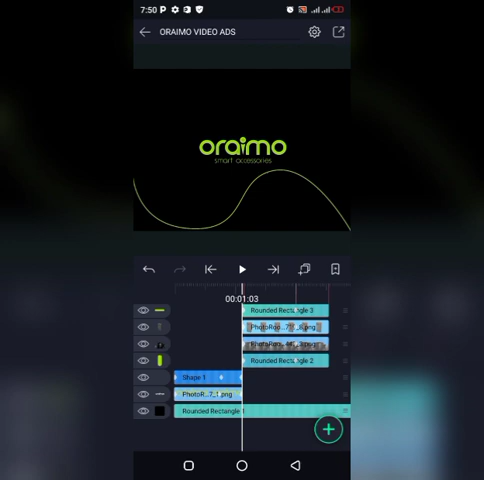 7:50
ORAIMO VIDEO ADS
oraimo
smart accessories
00:01:03
Rounded Rectangle 3
Rounded Rectangle 2
Shape 1
Rounded Rectangle 1